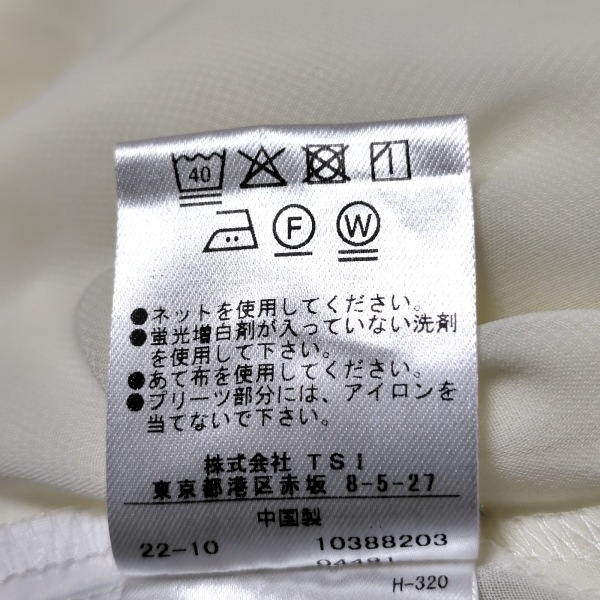 40
F W
●ネットを使用してください。
●蛍光増白剤が入っていない洗剤
を使用して下さい。
●あて布を使用してください。
●プリーツ部分には、アイロンを
当てないで下さい。
株式会社 TSI
東京都港区赤坂 8-5-27
中国製
22-10 10388203
H-320